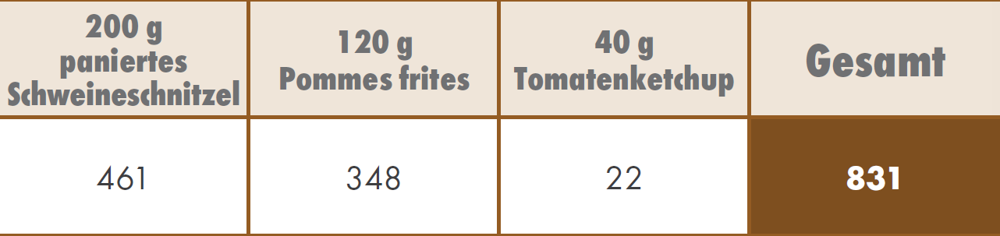 200 g
paniertes
Schweineschnitzel
120 g
Pommes frites
40 g
Tomatenketchup
Gesamt
461
348
22
831